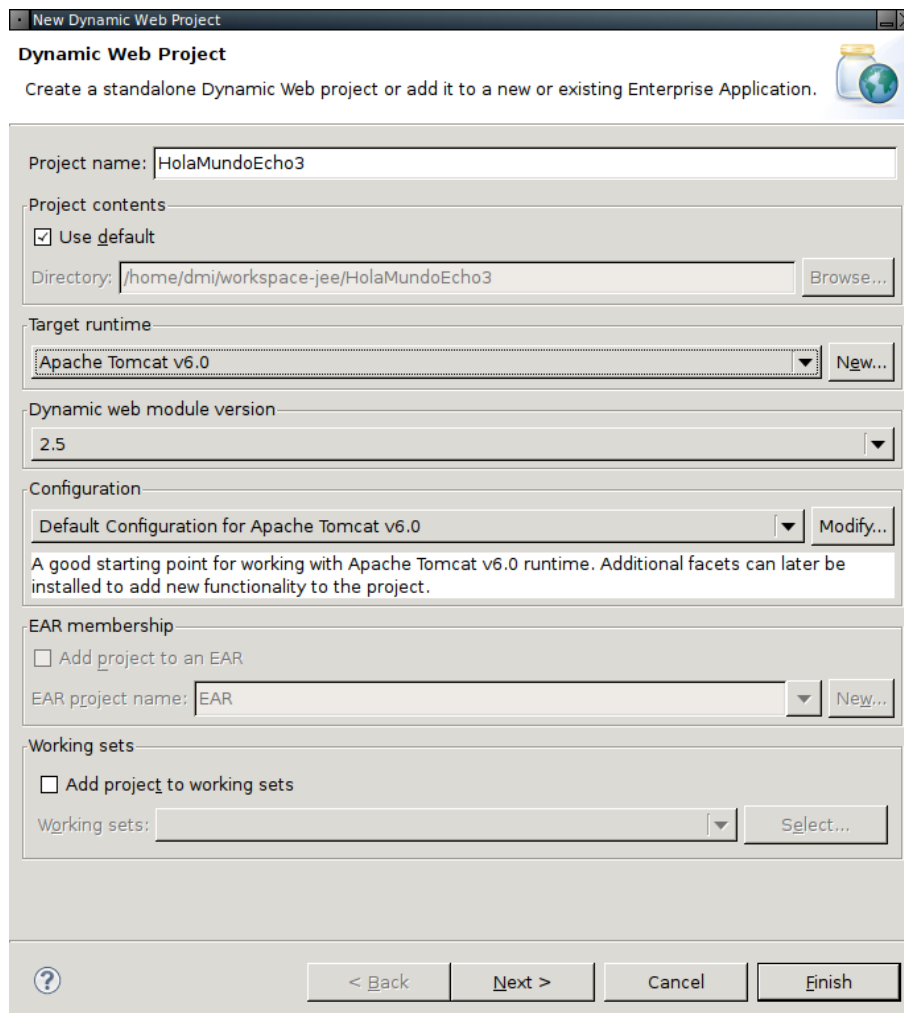 New Dynamic Web Project
Dynamic Web Project
Create a standalone Dynamic Web project or add it to a new or existing Enterprise Application.
Project name: HolaMundoEcho3
Project contents
Use default
Directory: /home/dmi/workspace-jee/HolaMundoEcho3 Browse...
Target runtime
Apache Tomcat v6.0 New...
Dynamic web module version
2.5
Configuration
Default Configuration for Apache Tomcat v6.0 Modify...
A good starting point for working with Apache Tomcat v6.0 runtime. Additional facets can later be
installed to add new functionality to the project.
EAR membership
Add project to an EAR
EAR project name: EAR New...
Working sets
Add project to working sets
Working sets: Select...
? < Back Next > Cancel Finish